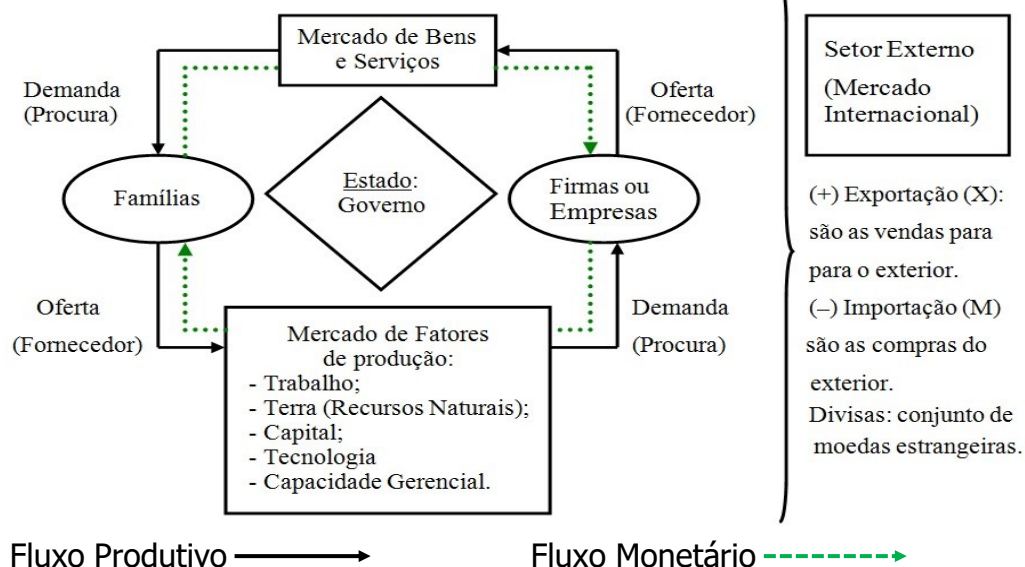 Mercado de Bens
e Serviços
Demanda
(Procura)
Oferta
(Fornecedor)
Famílias
Estado:
Governo
Firmas ou
Empresas
Oferta
(Fornecedor)
Mercado de Fatores
de produção:
- Trabalho;
- Terra (Recursos Naturais);
- Capital;
- Tecnologia
- Capacidade Gerencial.
Demanda
(Procura)
Setor Externo
(Mercado
Internacional)
(+) Exportação (X):
são as vendas para
para o exterior.
(–) Importação (M)
são as compras do
exterior.
Divisas: conjunto de
moedas estrangeiras.
Fluxo Produtivo
Fluxo Monetário